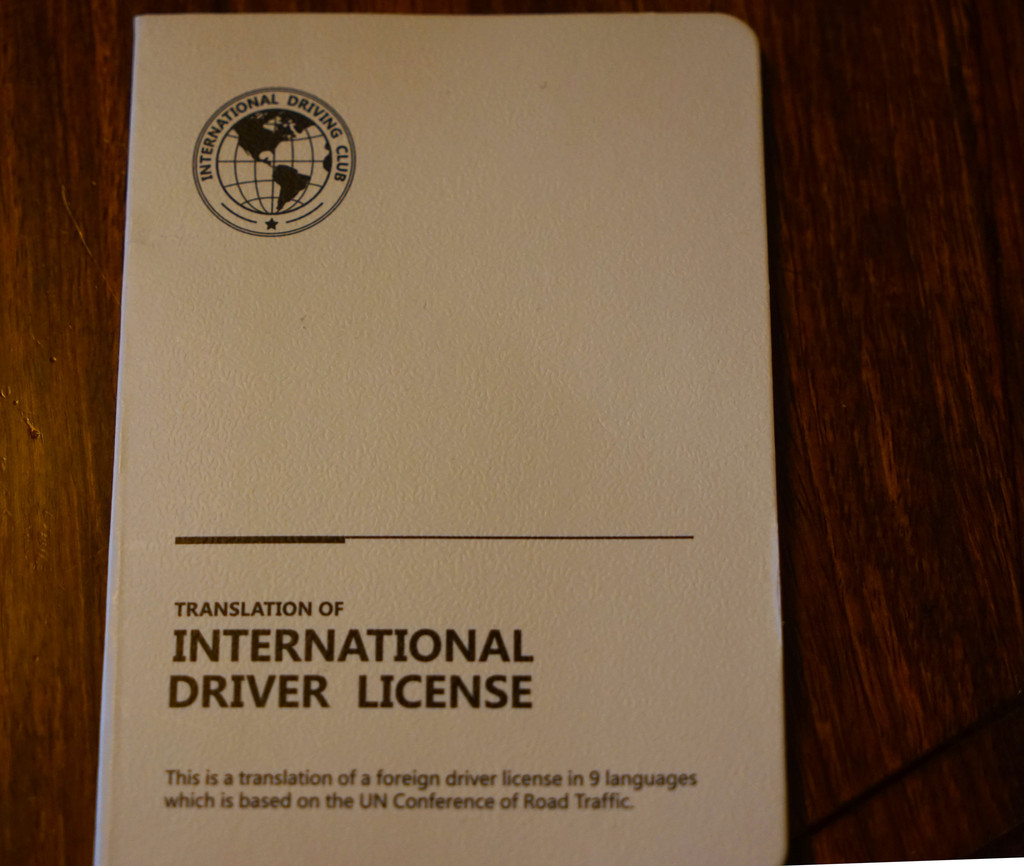 INTERNATIONAL DRIVING CLUB
TRANSLATION OF
INTERNATIONAL
DRIVER LICENSE
This is a translation of a foreign driver license in 9 languages
which is based on the UN Conference of Road Traffic.